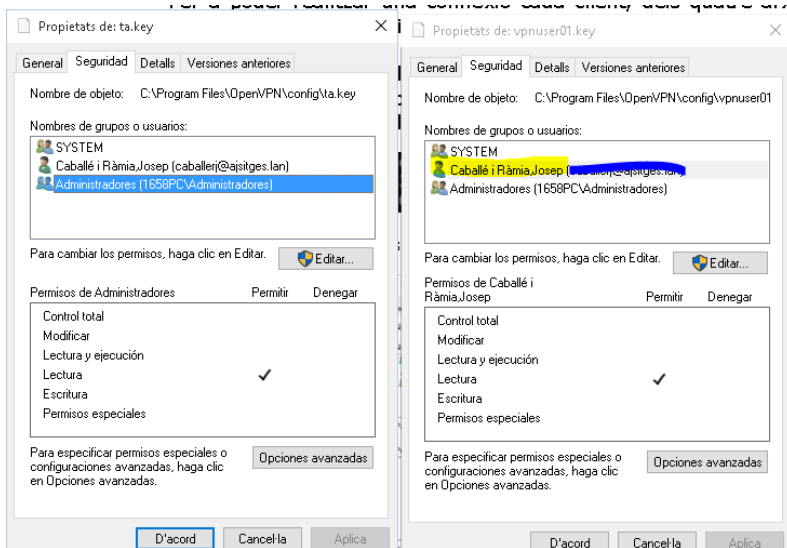 Propietats de: ta.key
General Seguridad Detalls Versiones anteriores
Nombre de objeto: C:\Program Files\OpenVPN\config\ta.key
Nombres de grupos o usuarios:
SYSTEM
Caballé i Ràmia,Josep (caballerj@ajsitges.lan)
Administradores (1658PC\Administradores)
Para cambiar los permisos, haga clic en Editar.
Editar...
Permisos de Administradores Permitir Denegar
Control total
Modificar
Lectura y ejecución
Lectura
Escritura
Permisos especiales
Para especificar permisos especiales o
configuraciones avanzadas, haga clic
en Opciones avanzadas.
Opciones avanzadas
D'acord Cancel·la Aplica
Propietats de: vpnuser01.key
General Seguridad Detalls Versiones anteriores
Nombre de objeto: C:\Program Files\OpenVPN\config\vpnuser01
Nombres de grupos o usuarios:
SYSTEM
Caballé i Ràmia,Josep
Administradores (1658PC\Administradores)
Para cambiar los permisos, haga clic en Editar.
Editar...
Permisos de Caballé i
Ràmia,Josep Permitir Denegar
Control total
Modificar
Lectura y ejecución
Lectura
Escritura
Permisos especiales
Para especificar permisos especiales o
configuraciones avanzadas, haga clic
en Opciones avanzadas.
Opciones avanzadas
D'acord Cancel·la Aplica